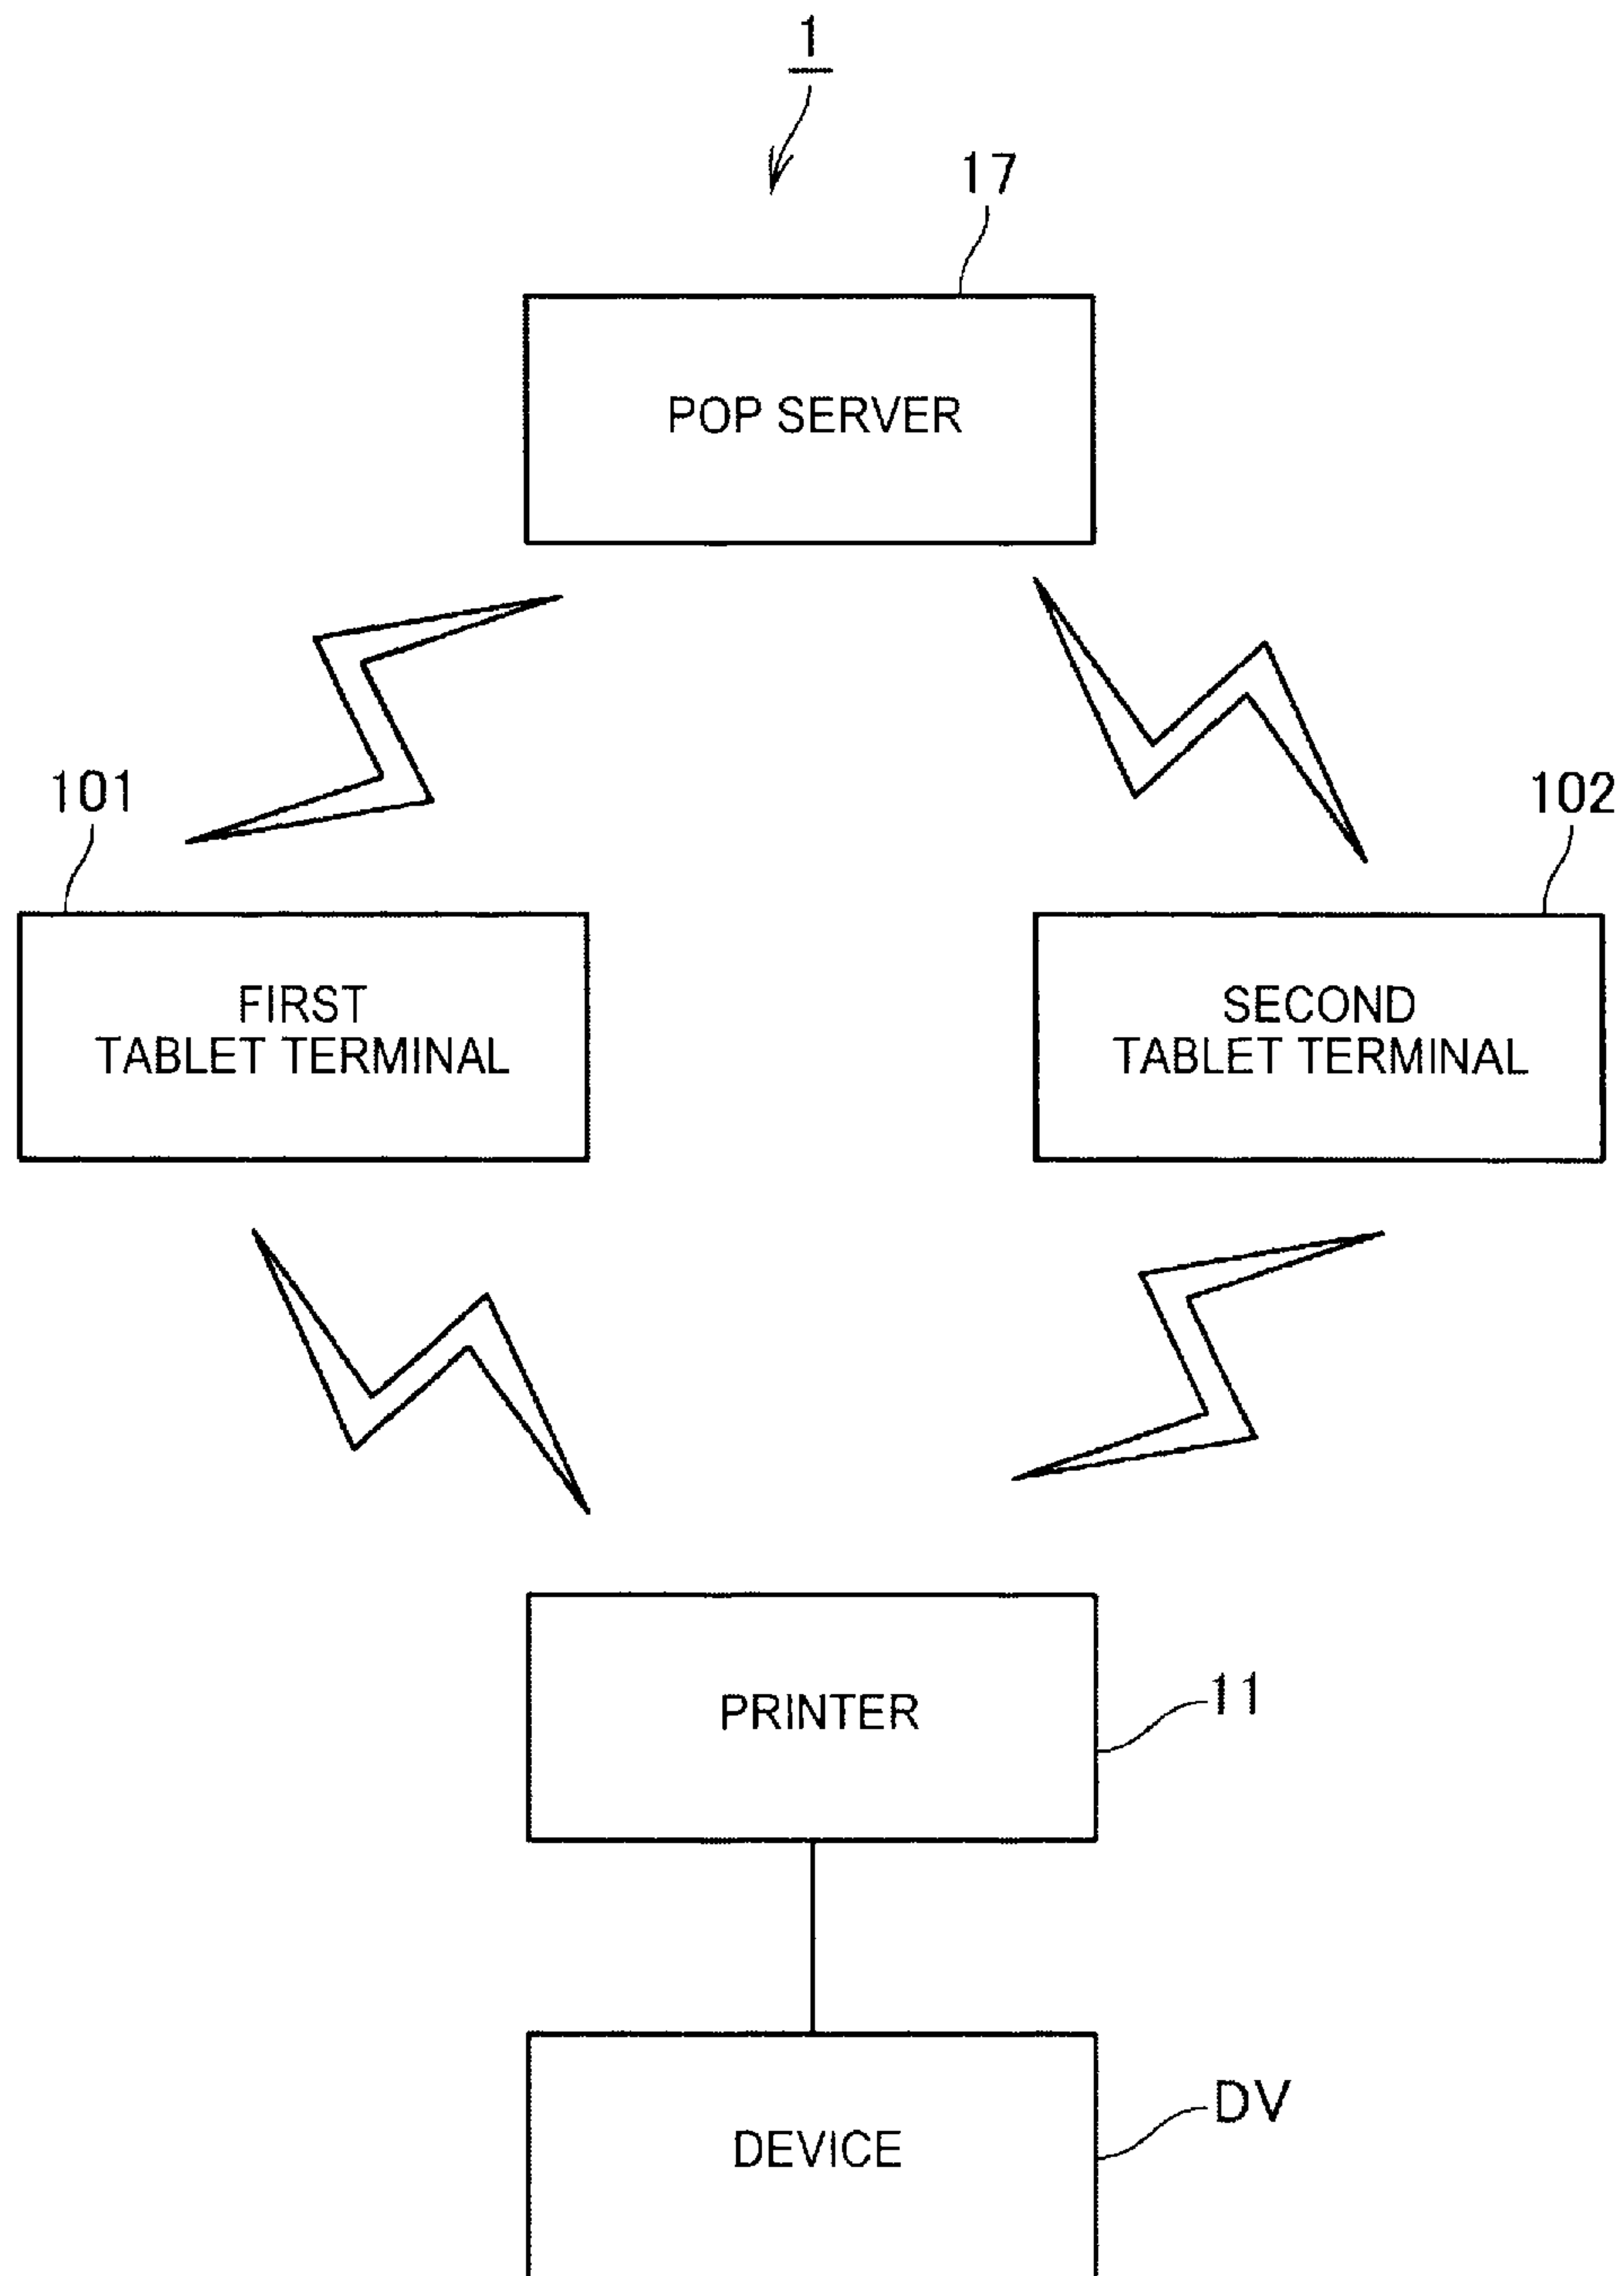 1
17
POP SERVER
101
102
FIRST
TABLET TERMINAL
SECOND
TABLET TERMINAL
PRINTER
11
DEVICE
DV